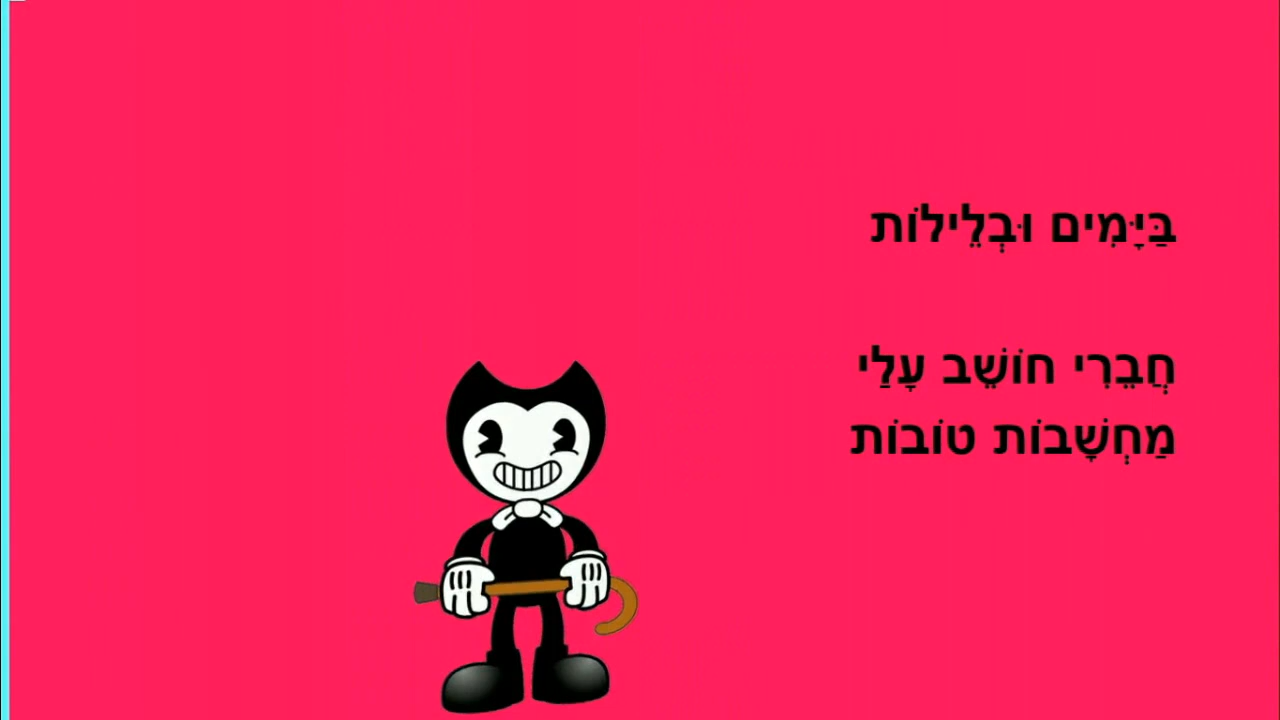 בַּיָּמִים וּבְלֵילוֹת
חֲבֵרִי חוֹשֵׁב עָלַי
מַחְשָׁבוֹת טוֹבוֹת